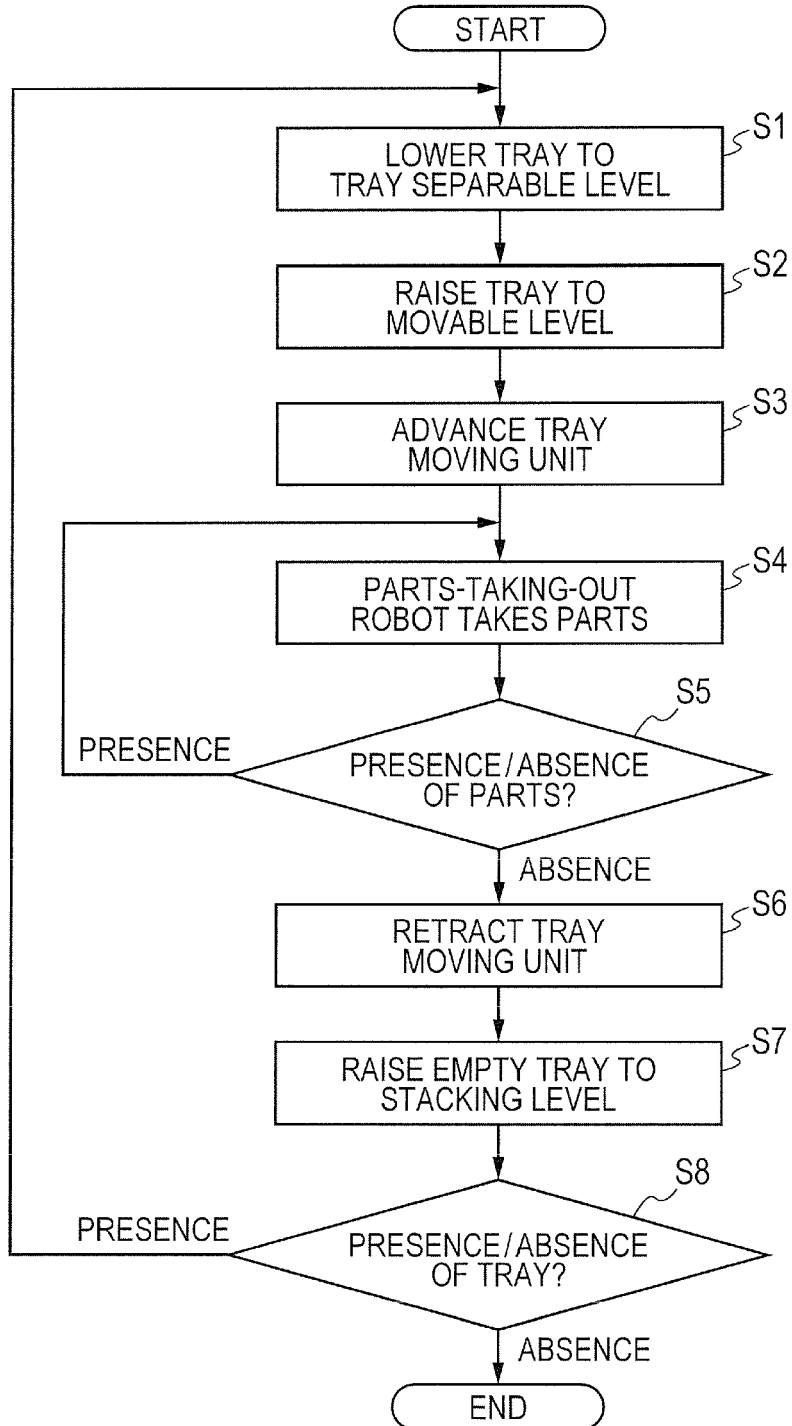 START
S1
LOWER TRAY TO
TRAY SEPARABLE LEVEL
S2
RAISE TRAY TO
MOVABLE LEVEL
S3
ADVANCE TRAY
MOVING UNIT
S4
PARTS-TAKING-OUT
ROBOT TAKES PARTS
S5
PRESENCE
PRESENCE/ABSENCE
OF PARTS?
ABSENCE
S6
RETRACT TRAY
MOVING UNIT
S7
RAISE EMPTY TRAY TO
STACKING LEVEL
S8
PRESENCE
PRESENCE/ABSENCE
OF TRAY?
ABSENCE
END